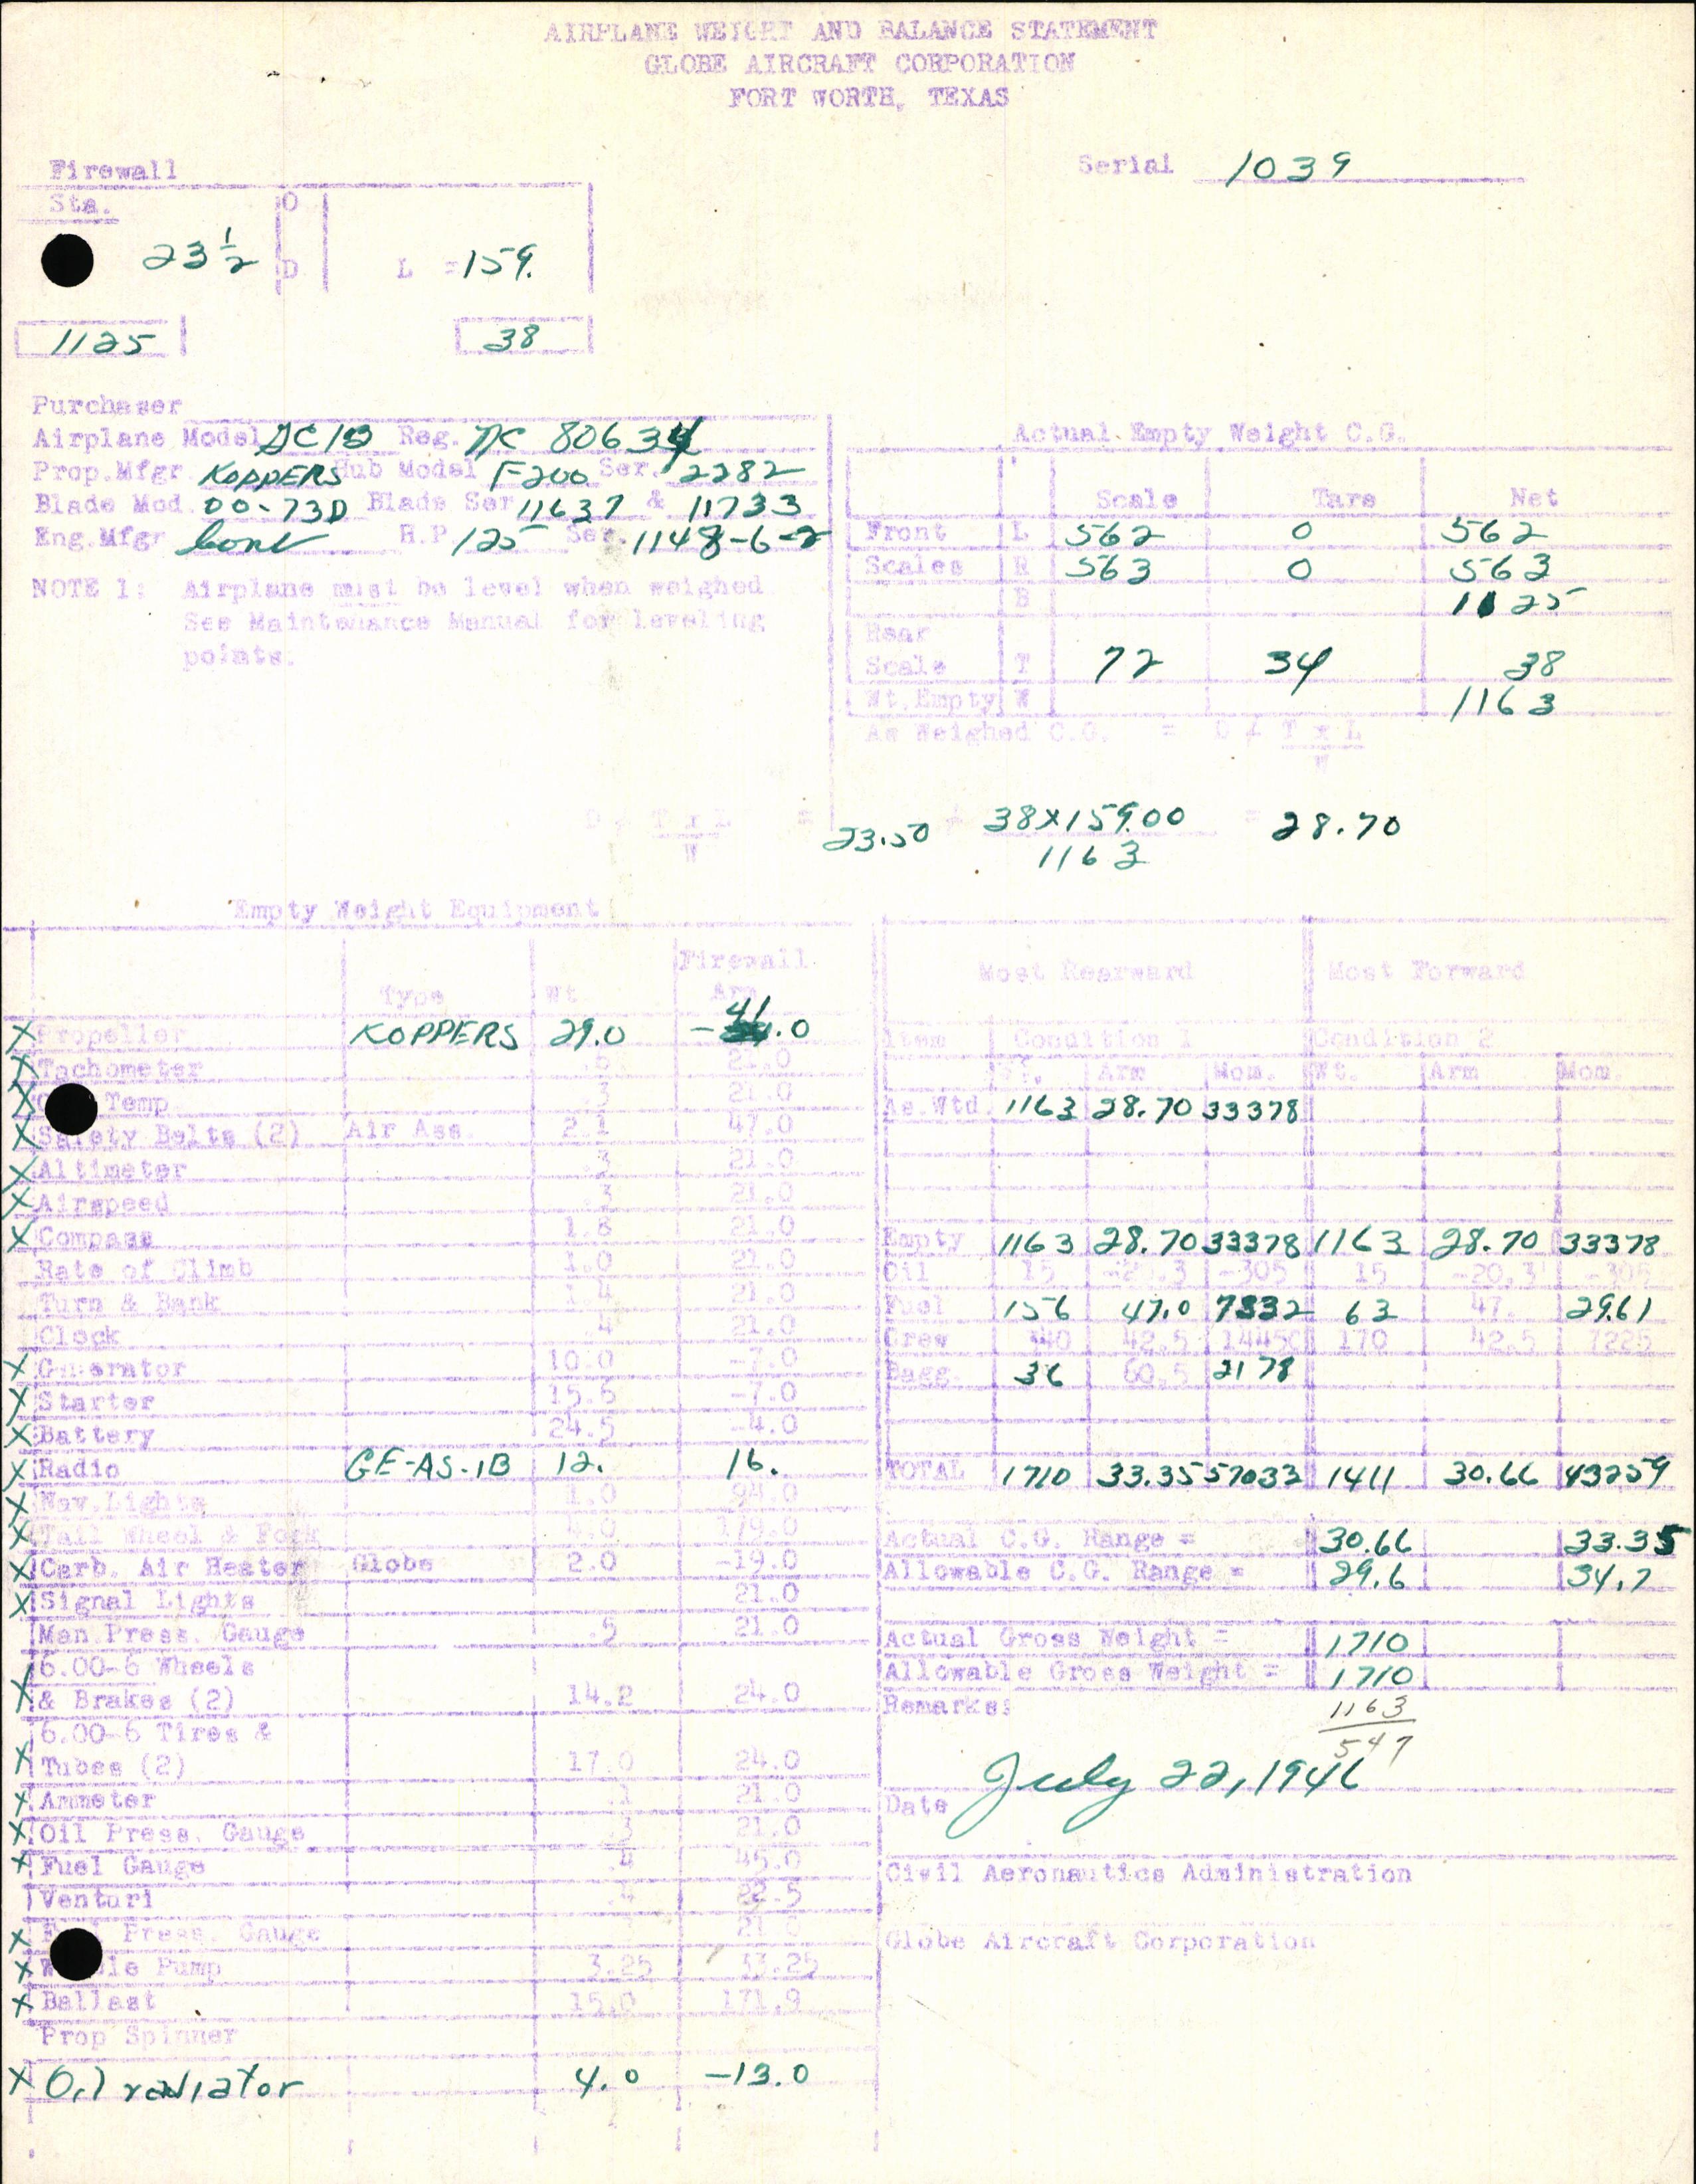 AIRPLANE WEIGHT AND BALANCE STATEMENT
GLOBE AIRCRAFT CORPORATION
FORT WORTH, TEXAS
Firewall
Serial 1039
Sta. O
23 1/2 D L = 159.
1125 38
Purchaser
Airplane Model GC1B Reg. NC 80634
Prop.Mfgr KOPPERS Hub Model F200 Ser. 2282
Blade Mod. 00-73D Blade Ser 11637 & 11733
Eng.Mfgr Cont H.P. 125 Ser. 1148-6-2
NOTE 1: Airplane must be level when weighed
See Maintenance Manual for leveling
points.
Actual Empty Weight C.G.
Scale Tare Net
Front L 562 0 562
Scales R 563 0 563
B 1125
Rear
Scale T 72 34 38
Wt.Empty W 1163
As Weighed C.G. = D / T x L
W
D / T x L = 23.50 / 38x159.00 = 28.70
W 1163
Empty Weight Equipment
Type Wt. Firewall Arm
X Propeller KOPPERS 29.0 -41.0
X Tachometer 21.0
X Temp .3 21.0
X Safety Belts (2) Air Ass. 2.1 47.0
X Altimeter .3 21.0
X Airspeed .3 21.0
X Compass 1.8 21.0
Rate of Climb 1.0 21.0
Turn & Bank 1.4 21.0
Clock .4 21.0
X Generator 10.0 -7.0
X Starter 15.5 -7.0
X Battery 24.5 -4.0
X Radio GE-AS-1B 12. 16.
X Nav.Lights 1.0 94.0
X Tail Wheel & Fork 4.0 179.0
X Carb. Air Heater Globe 2.0 -19.0
X Signal Lights 21.0
Man.Press. Gauge .5 21.0
6.00-6 Wheels
X & Brakes (2) 14.2 24.0
6.00-6 Tires &
X Tubes (2) 17.0 24.0
X Ammeter .1 21.0
X Oil Press. Gauge .3 21.0
X Fuel Gauge .4 45.0
Venturi .4 22.5
X Press. Gauge 21.0
X Pump 3.25 33.25
X Ballast 15.0 171.9
Prop Spinner
X Oil radiator 4.0 -13.0
Most Rearward Most Forward
Item Condition 1 Condition 2
Wt. Arm Mom. Wt. Arm Mom.
As.Wtd. 1163 28.70 33378
Empty 1163 28.70 33378 1163 28.70 33378
Oil 15 -20.3 -305 15 -20.3 -305
Fuel 156 47.0 7332 63 47. 2961
Crew 340 42.5 14450 170 42.5 7225
Bagg. 36 60.5 2178
TOTAL 1710 33.35 57033 1411 30.66 43259
Actual C.G. Range = 30.66 33.35
Allowable C.G. Range = 29.6 34.7
Actual Gross Weight = 1710
Allowable Gross Weight = 1710
Remarks: 1163
547
Date July 22, 1946
Civil Aeronautics Administration
Globe Aircraft Corporation